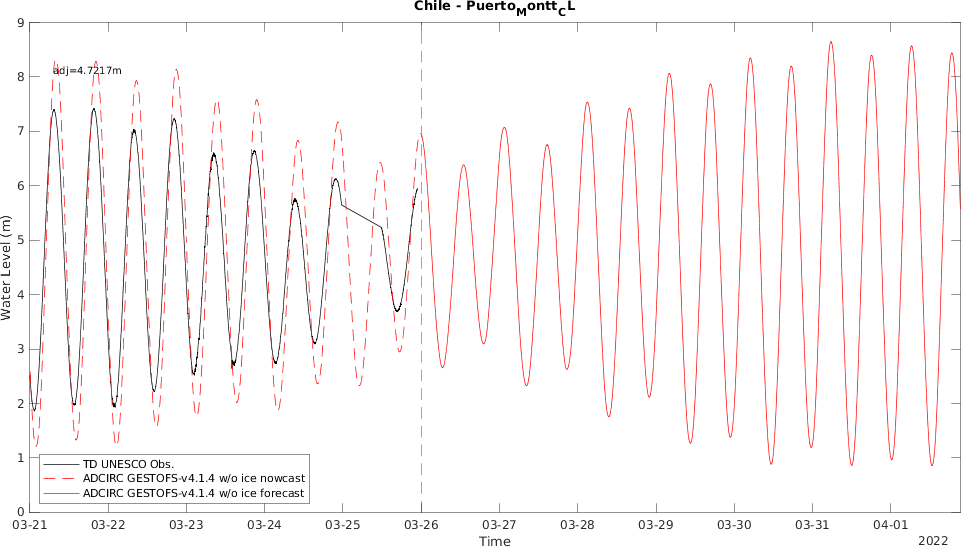 Chile - PuertoMonttCL
9
8
7
6
5
4
3
2
1
0
Water Level (m)
adj=4.7217m
TD UNESCO Obs.
ADCIRC GESTOFS-v4.1.4 w/o ice nowcast
ADCIRC GESTOFS-v4.1.4 w/o ice forecast
03-21 03-22 03-23 03-24 03-25 03-26 03-27 03-28 03-29 03-30 03-31 04-01
Time
2022